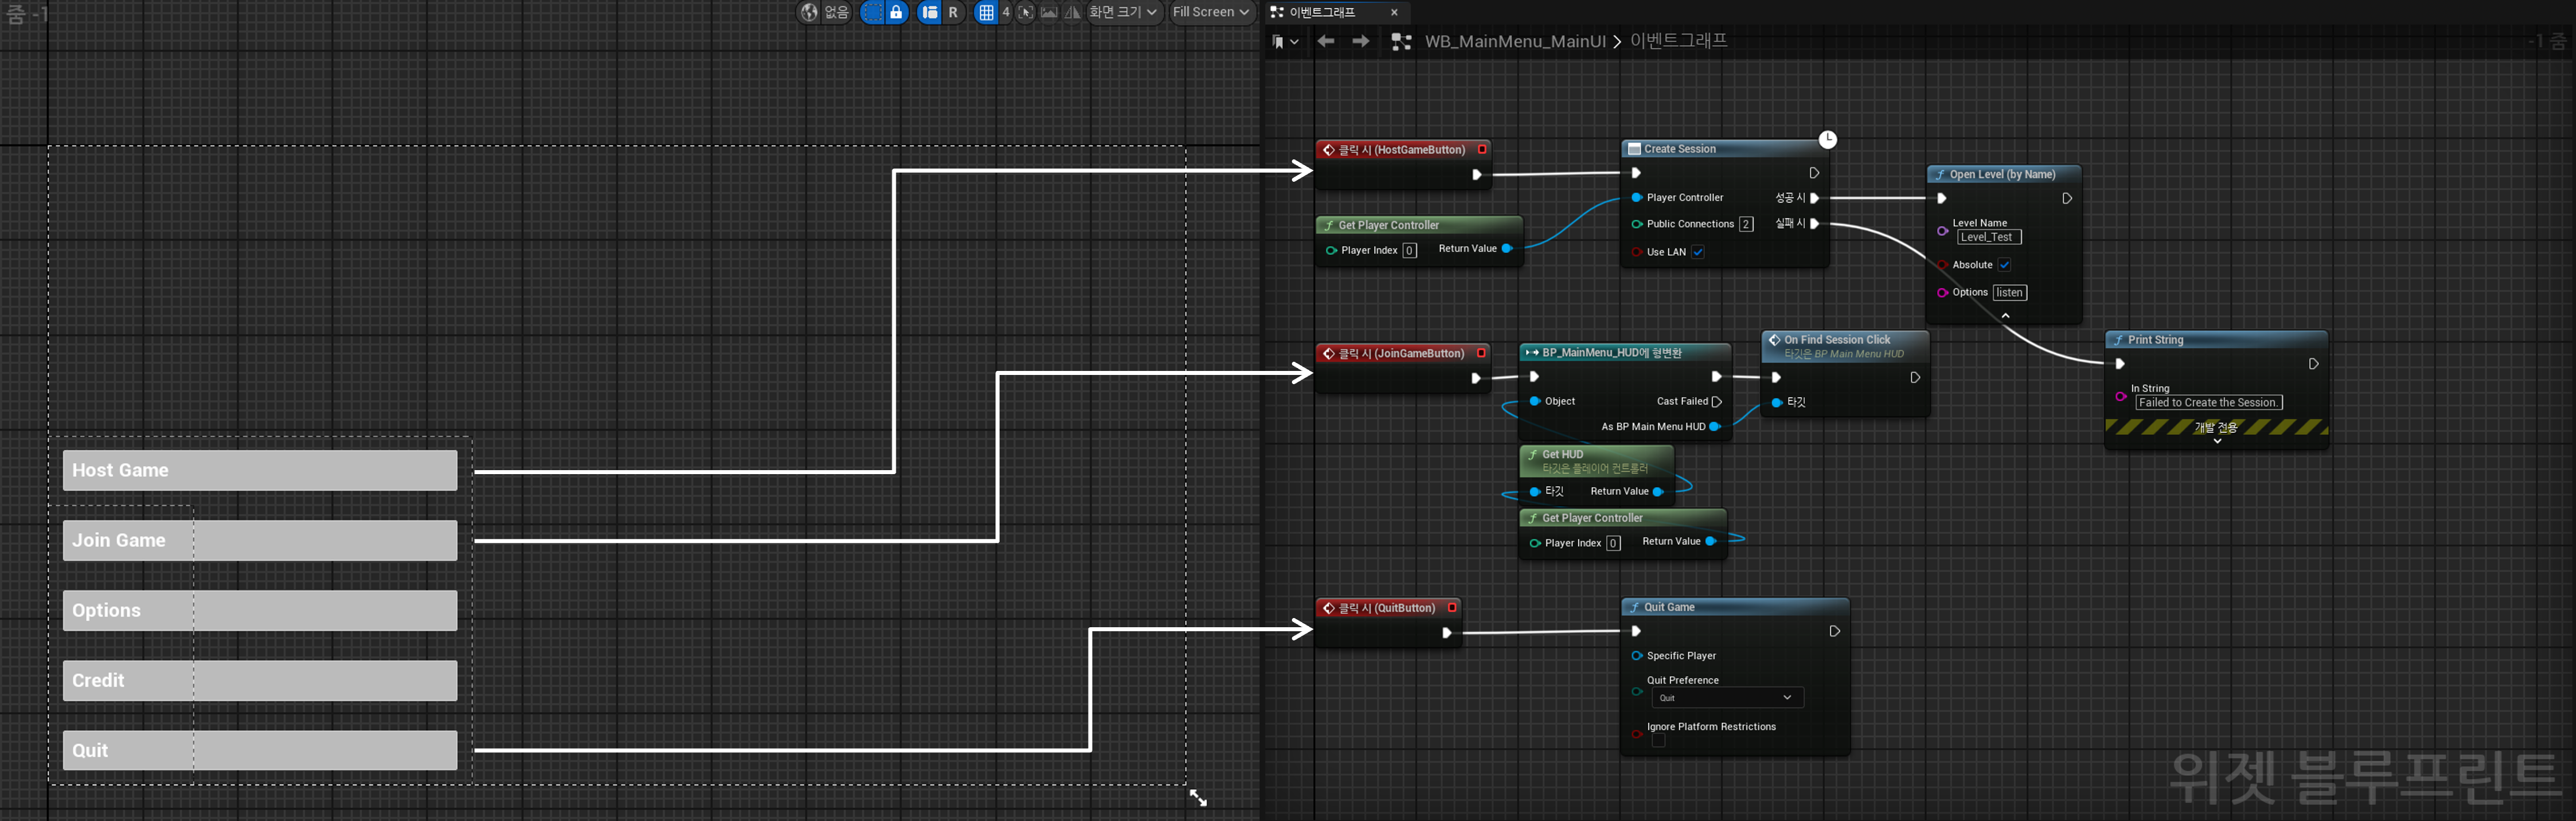 줌 -1
없음
R
4
화면 크기
Fill Screen
Host Game
Join Game
Options
Credit
Quit
이벤트그래프
WB_MainMenu_MainUI
이벤트그래프
-1 줌
클릭 시 (HostGameButton)
Get Player Controller
Player Index 0
Return Value
Create Session
Player Controller
성공 시
Public Connections 2
실패 시
Use LAN
Open Level (by Name)
Level Name
Level_Test
Absolute
Options listen
Print String
In String
Failed to Create the Session.
개발 전용
클릭 시 (JoinGameButton)
BP_MainMenu_HUD에 형변환
Object
Cast Failed
As BP Main Menu HUD
On Find Session Click
타깃은 BP Main Menu HUD
타깃
Get HUD
타깃은 플레이어 컨트롤러
타깃
Return Value
Get Player Controller
Player Index 0
Return Value
클릭 시 (QuitButton)
Quit Game
Specific Player
Quit Preference
Quit
Ignore Platform Restrictions
위젯 블루프린트